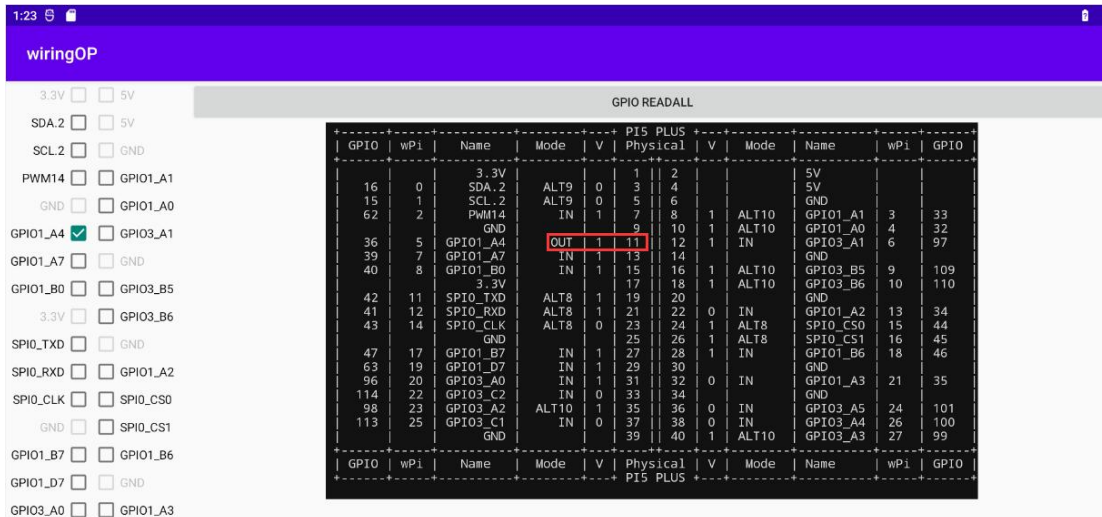 1:23
wiringOP
3.3V 5V
SDA.2 5V
SCL.2 GND
PWM14 GPIO1_A1
GND GPIO1_A0
GPIO1_A4 GPIO3_A1
GPIO1_A7 GND
GPIO1_B0 GPIO3_B5
3.3V GPIO3_B6
SPI0_TXD GND
SPI0_RXD GPIO1_A2
SPI0_CLK SPI0_CS0
GND SPI0_CS1
GPIO1_B7 GPIO1_B6
GPIO1_D7 GND
GPIO3_A0 GPIO1_A3
GPIO READALL
+------+-----+----------+--------+---+ PI5 PLUS +---+--------+----------+-----+------+
| GPIO | wPi | Name | Mode | V | Physical | V | Mode | Name | wPi | GPIO |
+------+-----+----------+--------+---+----++----+---+--------+----------+-----+------+
| | | 3.3V | | | 1 || 2 | | | 5V | | |
| 16 | 0 | SDA.2 | ALT9 | 0 | 3 || 4 | | | 5V | | |
| 15 | 1 | SCL.2 | ALT9 | 0 | 5 || 6 | | | GND | | |
| 62 | 2 | PWM14 | IN | 1 | 7 || 8 | 1 | ALT10 | GPIO1_A1 | 3 | 33 |
| | | GND | | | 9 || 10 | 1 | ALT10 | GPIO1_A0 | 4 | 32 |
| 36 | 5 | GPIO1_A4 | OUT | 1 | 11 || 12 | 1 | IN | GPIO3_A1 | 6 | 97 |
| 39 | 7 | GPIO1_A7 | IN | 1 | 13 || 14 | | | GND | | |
| 40 | 8 | GPIO1_B0 | IN | 1 | 15 || 16 | 1 | ALT10 | GPIO3_B5 | 9 | 109 |
| | | 3.3V | | | 17 || 18 | 1 | ALT10 | GPIO3_B6 | 10 | 110 |
| 42 | 11 | SPI0_TXD | ALT8 | 1 | 19 || 20 | | | GND | | |
| 41 | 12 | SPI0_RXD | ALT8 | 1 | 21 || 22 | 0 | IN | GPIO1_A2 | 13 | 34 |
| 43 | 14 | SPI0_CLK | ALT8 | 0 | 23 || 24 | 1 | ALT8 | SPI0_CS0 | 15 | 44 |
| | | GND | | | 25 || 26 | 1 | ALT8 | SPI0_CS1 | 16 | 45 |
| 47 | 17 | GPIO1_B7 | IN | 1 | 27 || 28 | 1 | IN | GPIO1_B6 | 18 | 46 |
| 63 | 19 | GPIO1_D7 | IN | 1 | 29 || 30 | | | GND | | |
| 96 | 20 | GPIO3_A0 | IN | 1 | 31 || 32 | 0 | IN | GPIO1_A3 | 21 | 35 |
| 114 | 22 | GPIO3_C2 | IN | 0 | 33 || 34 | | | GND | | |
| 98 | 23 | GPIO3_A2 | ALT10 | 1 | 35 || 36 | 0 | IN | GPIO3_A5 | 24 | 101 |
| 113 | 25 | GPIO3_C1 | IN | 0 | 37 || 38 | 0 | IN | GPIO3_A4 | 26 | 100 |
| | | GND | | | 39 || 40 | 1 | ALT10 | GPIO3_A3 | 27 | 99 |
+------+-----+----------+--------+---+----++----+---+--------+----------+-----+------+
| GPIO | wPi | Name | Mode | V | Physical | V | Mode | Name | wPi | GPIO |
+------+-----+----------+--------+---+ PI5 PLUS +---+--------+----------+-----+------+